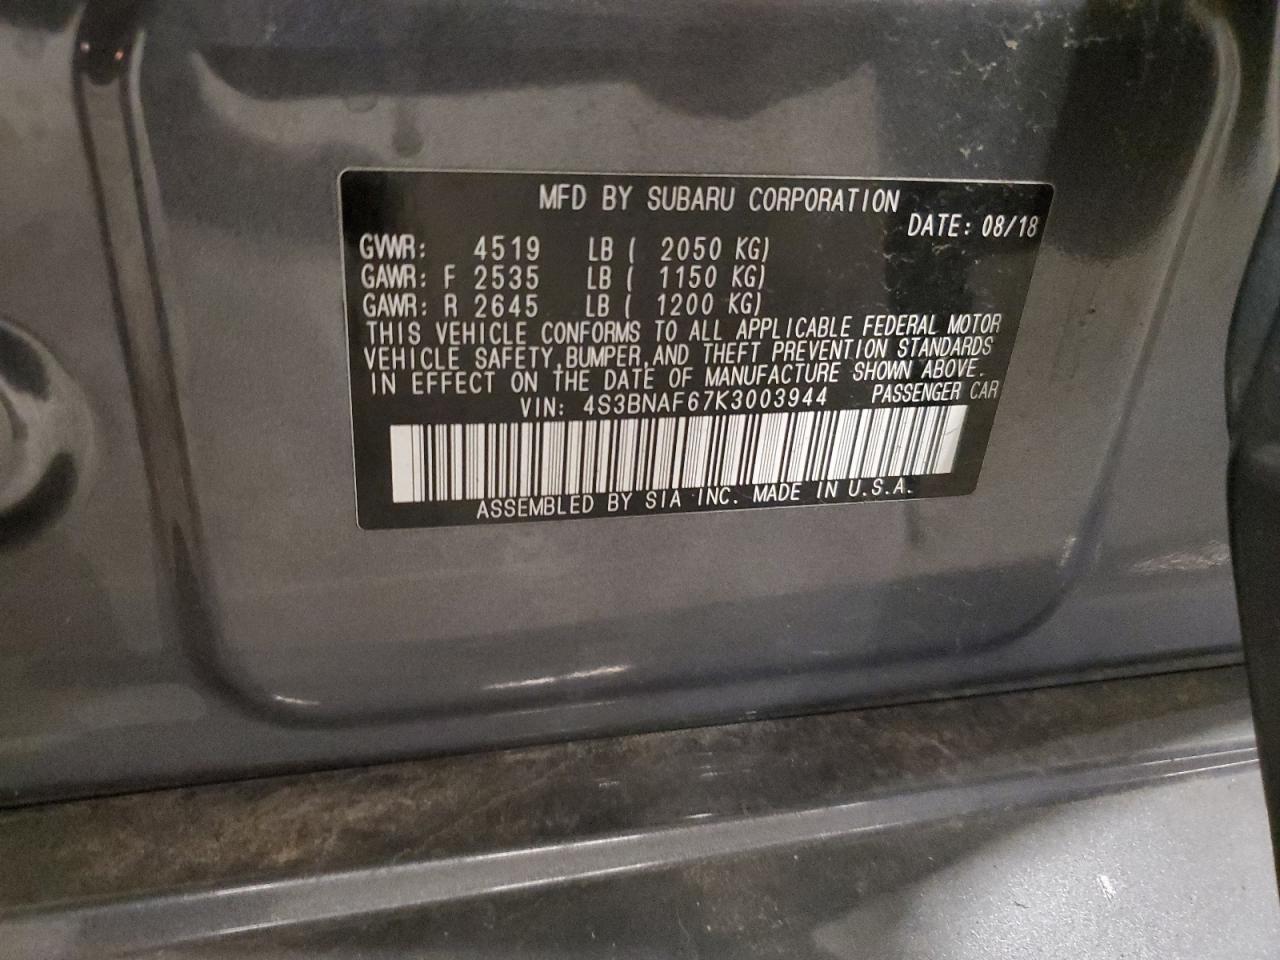 MFD BY SUBARU CORPORATION
DATE: 08/18
GVWR: 4519 LB ( 2050 KG)
GAWR: F 2535 LB ( 1150 KG)
GAWR: R 2645 LB ( 1200 KG)
THIS VEHICLE CONFORMS TO ALL APPLICABLE FEDERAL MOTOR
VEHICLE SAFETY,BUMPER,AND THEFT PREVENTION STANDARDS
IN EFFECT ON THE DATE OF MANUFACTURE SHOWN ABOVE.
VIN: 4S3BNAF67K3003944 PASSENGER CAR
ASSEMBLED BY SIA INC. MADE IN U.S.A.